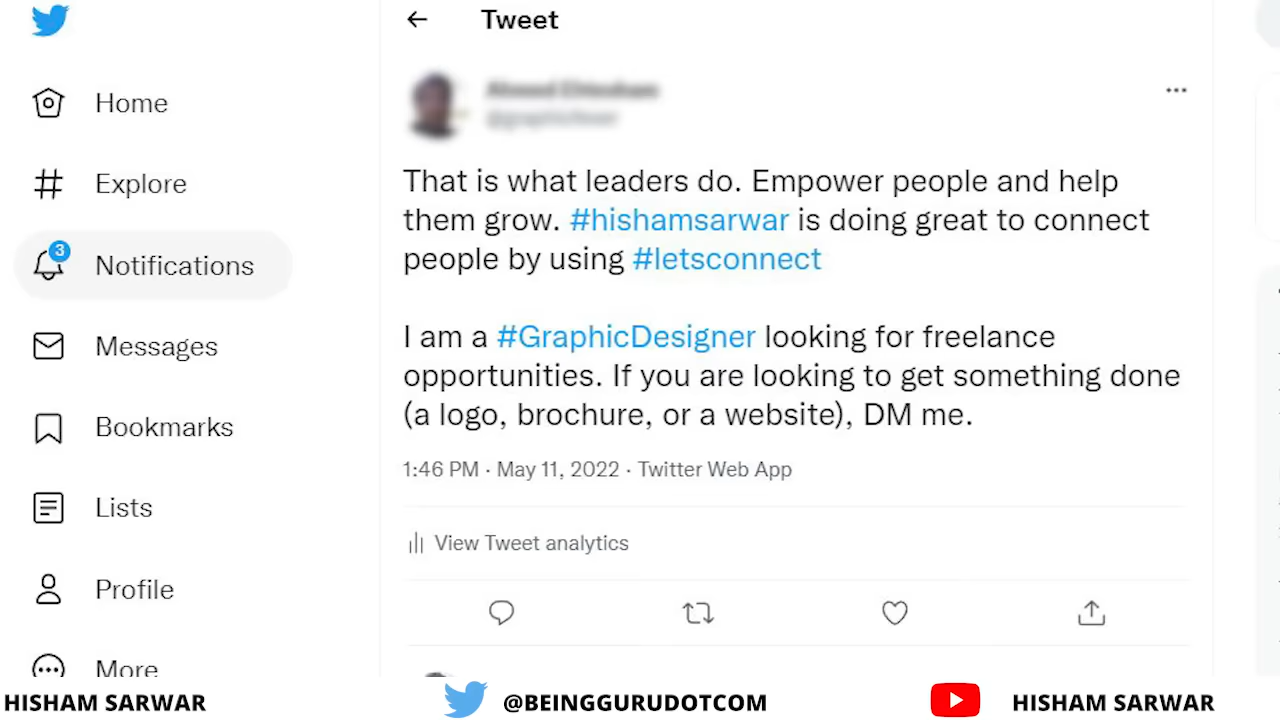 Tweet
Home
Explore
3
Notifications
Messages
Bookmarks
Lists
Profile
More
That is what leaders do. Empower people and help
them grow. #hishamsarwar is doing great to connect
people by using #letsconnect
I am a #GraphicDesigner looking for freelance
opportunities. If you are looking to get something done
(a logo, brochure, or a website), DM me.
1:46 PM · May 11, 2022 · Twitter Web App
View Tweet analytics
HISHAM SARWAR
@BEINGGURUDOTCOM
HISHAM SARWAR